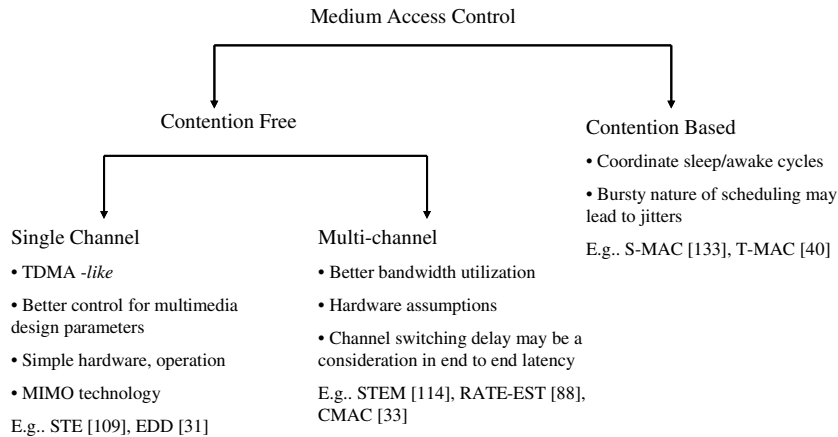 Medium Access Control
Contention Free
Contention Based
• Coordinate sleep/awake cycles
• Bursty nature of scheduling may
lead to jitters
E.g.. S-MAC [133], T-MAC [40]
Single Channel
• TDMA -like
• Better control for multimedia
design parameters
• Simple hardware, operation
• MIMO technology
E.g.. STE [109], EDD [31]
Multi-channel
• Better bandwidth utilization
• Hardware assumptions
• Channel switching delay may be a
consideration in end to end latency
E.g.. STEM [114], RATE-EST [88],
CMAC [33]